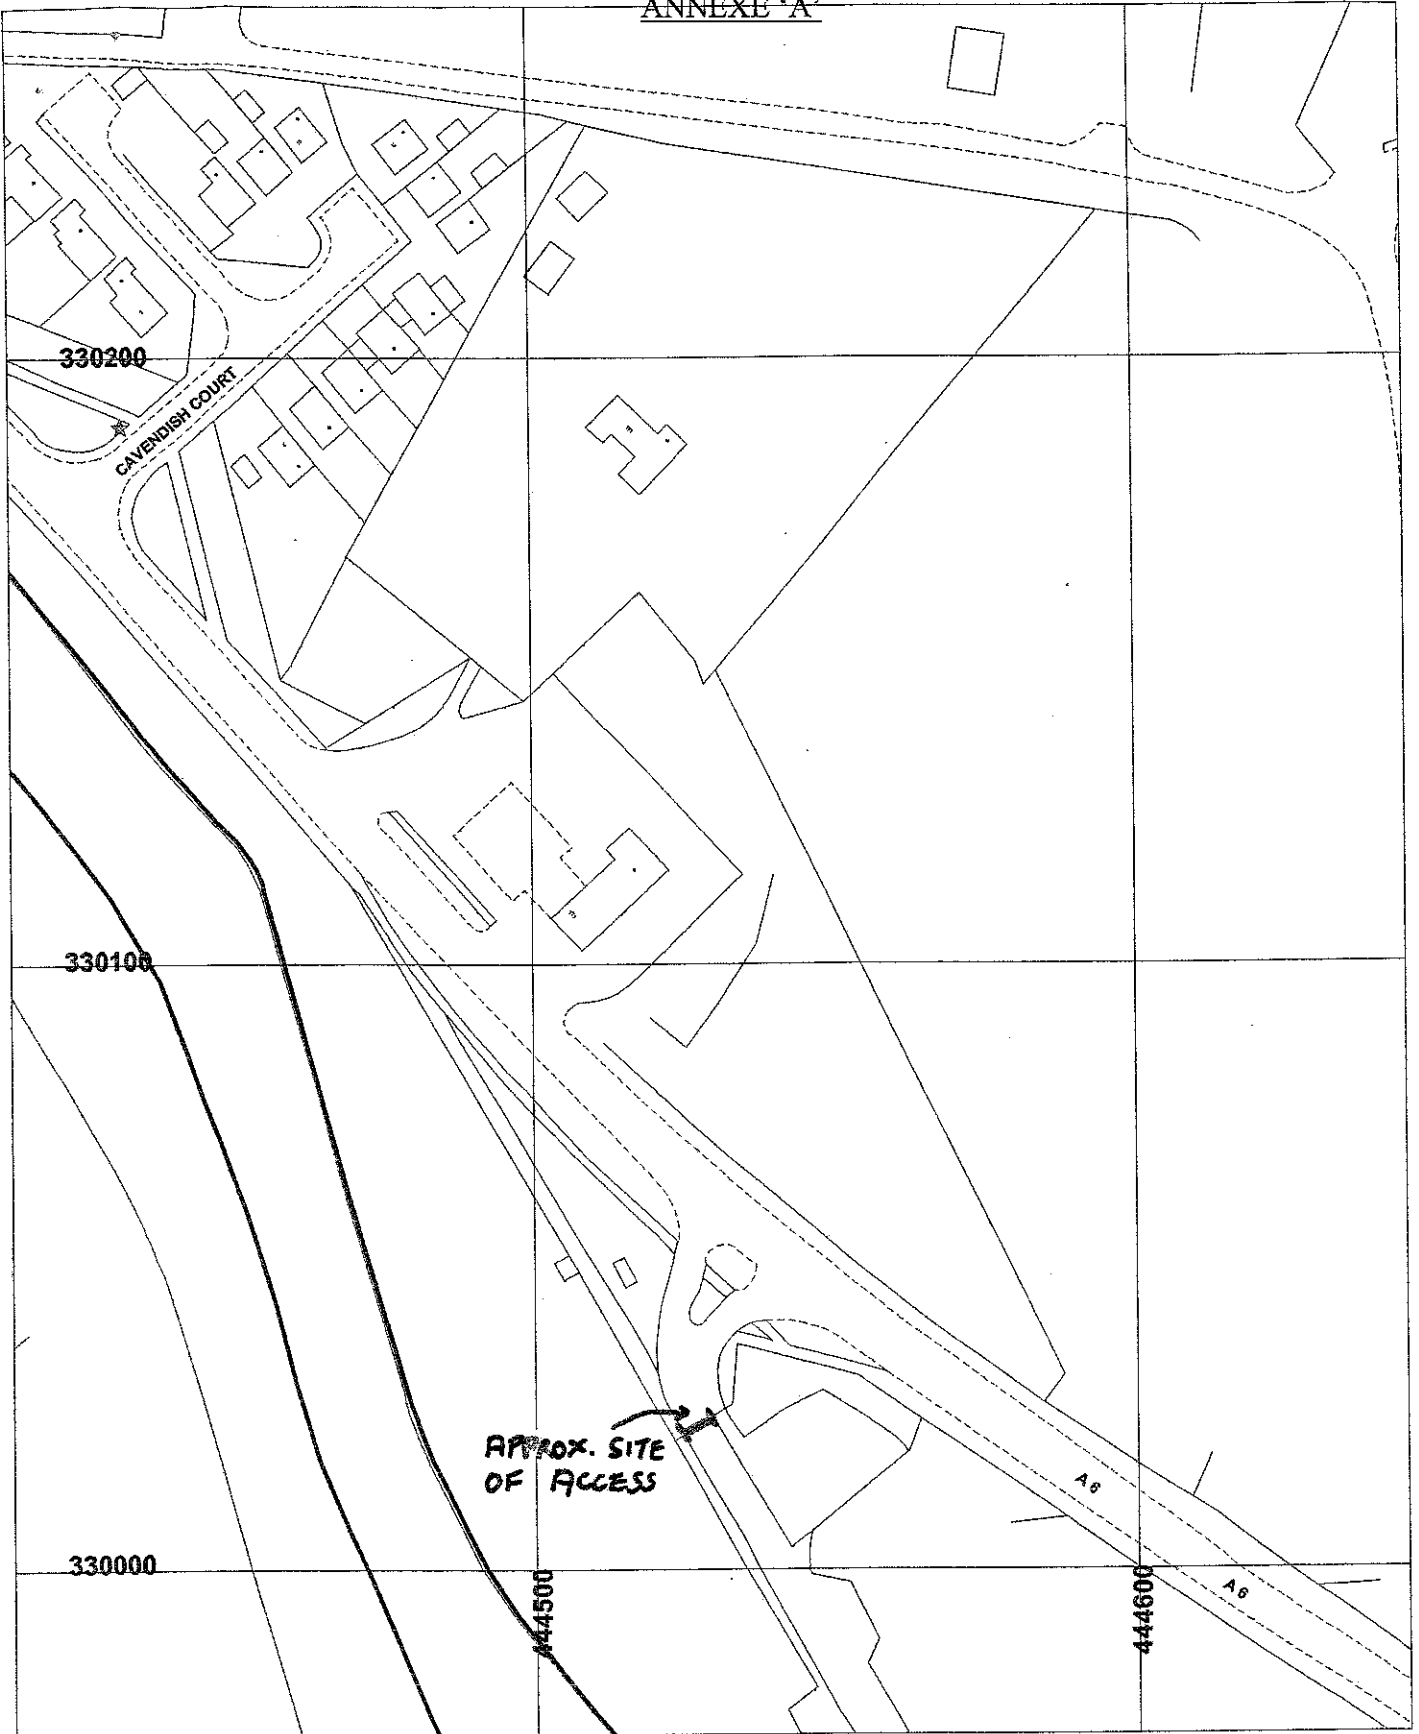 ANNEXE 'A'
330200
CAVENDISH COURT
330100
APPROX. SITE
OF ACCESS
A6
330000
444500
444600
A6